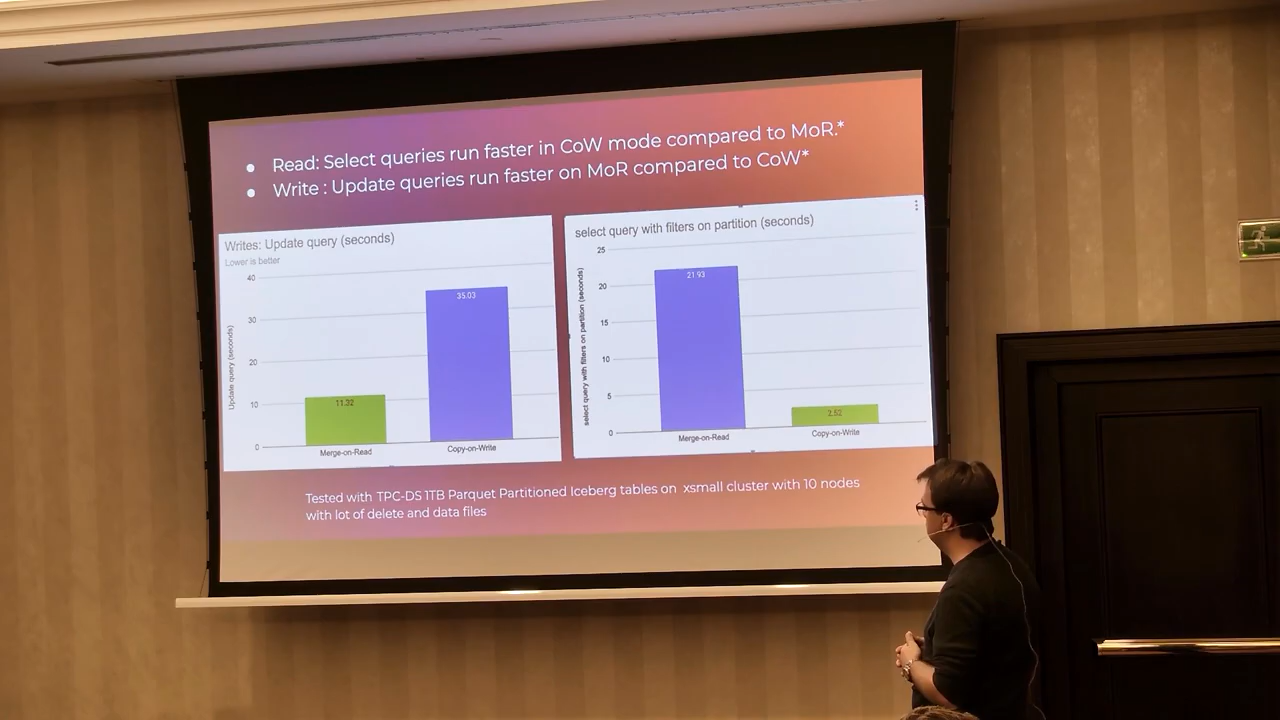 ● Read: Select queries run faster in CoW mode compared to MoR.*
● Write : Update queries run faster on MoR compared to CoW*
Writes: Update query (seconds)
Lower is better
Update query (seconds)
40
30
20
10
0
11.32
35.03
Merge-on-Read
Copy-on-Write
select query with filters on partition (seconds)
select query with filters on partition (seconds)
25
20
15
10
5
0
21.93
2.52
Merge-on-Read
Copy-on-Write
Tested with TPC-DS 1TB Parquet Partitioned Iceberg tables on xsmall cluster with 10 nodes
with lot of delete and data files